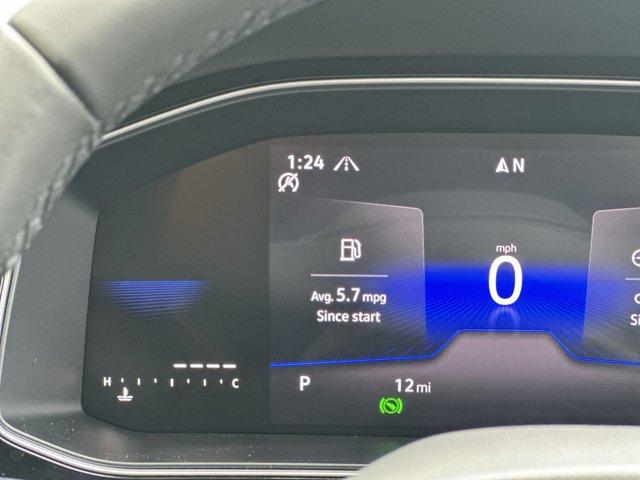 1:24
N
mph
0
Avg. 5.7 mpg
Since start
H C
P
12 mi